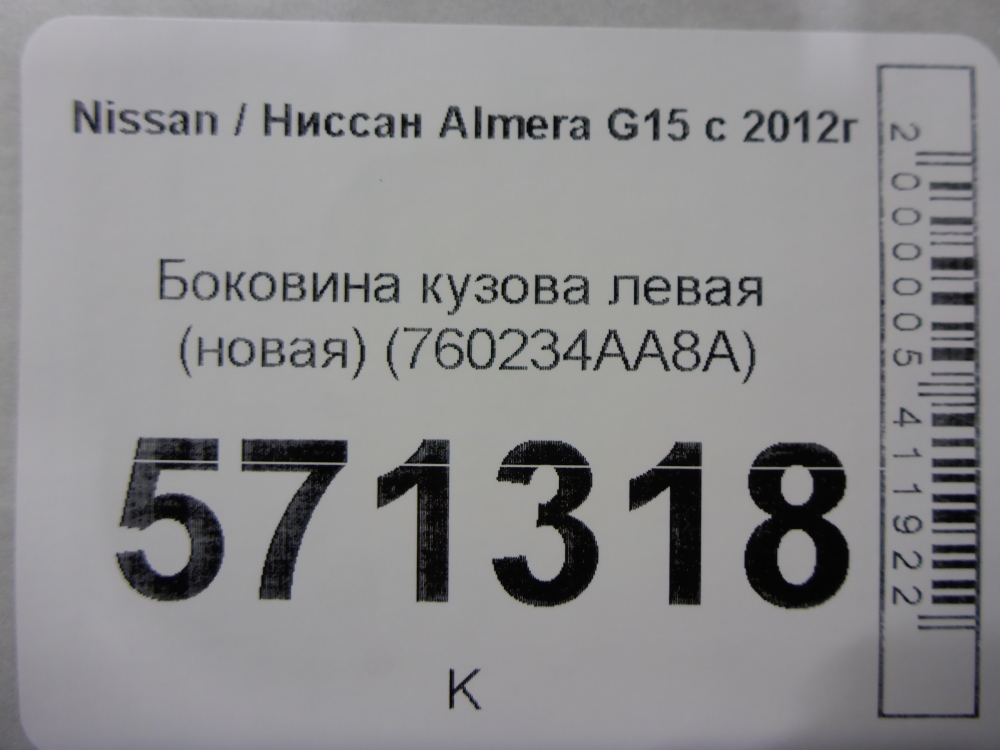 Nissan / Ниссан Almera G15 с 2012г
Боковина кузова левая
(новая) (760234AA8A)
571318
К
2000005411922